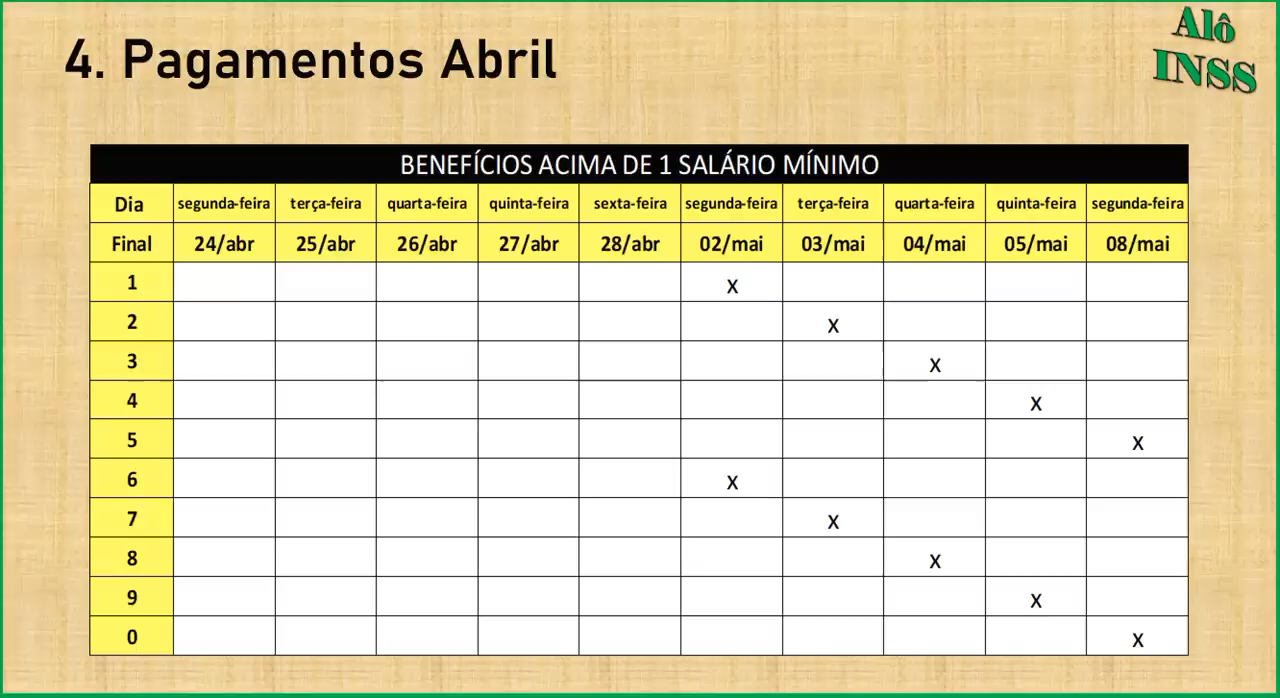 4. Pagamentos Abril
Alô
INSS
BENEFÍCIOS ACIMA DE 1 SALÁRIO MÍNIMO
Dia segunda-feira terça-feira quarta-feira quinta-feira sexta-feira segunda-feira terça-feira quarta-feira quinta-feira segunda-feira
Final 24/abr 25/abr 26/abr 27/abr 28/abr 02/mai 03/mai 04/mai 05/mai 08/mai
1 x
2 x
3 x
4 x
5 x
6 x
7 x
8 x
9 x
0 x